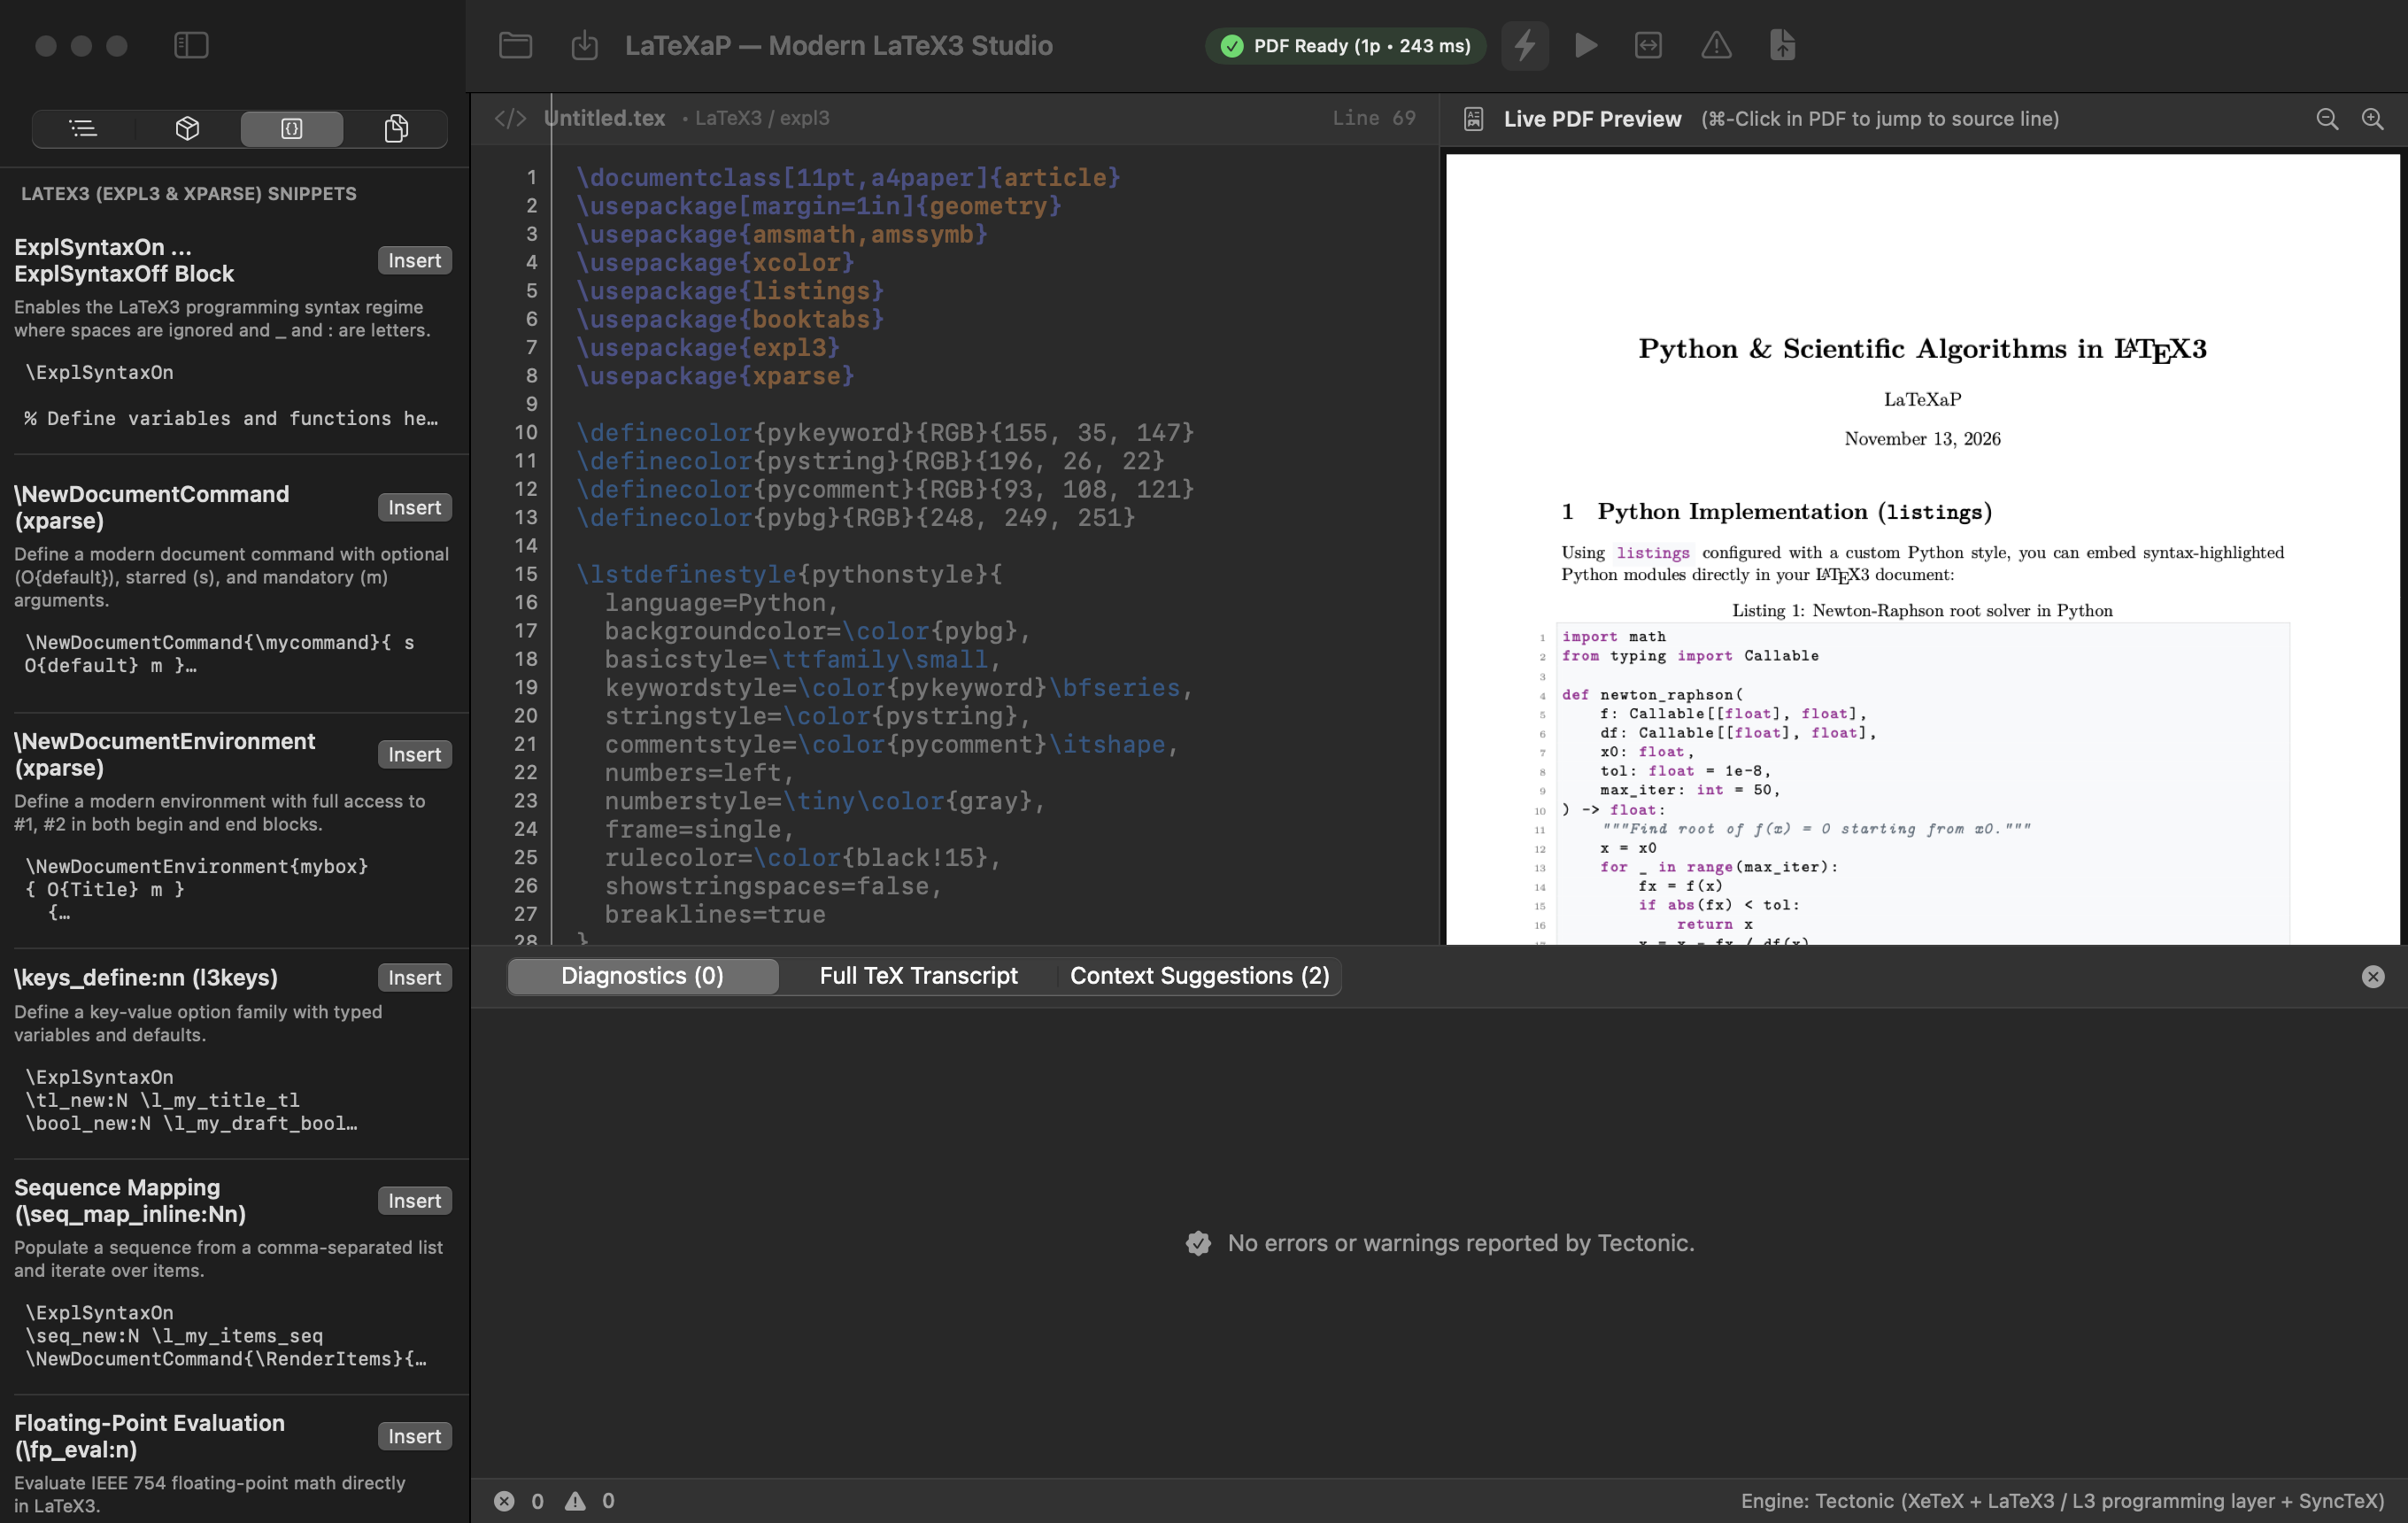 LaTeXaP — Modern LaTeX3 Studio
PDF Ready (1p • 243 ms)
LATEX3 (EXPL3 & XPARSE) SNIPPETS
ExplSyntaxOn ...
ExplSyntaxOff Block
Insert
Enables the LaTeX3 programming syntax regime
where spaces are ignored and _ and : are letters.
\ExplSyntaxOn
% Define variables and functions he…
\NewDocumentCommand
(xparse)
Insert
Define a modern document command with optional
(O{default}), starred (s), and mandatory (m)
arguments.
\NewDocumentCommand{\mycommand}{ s
O{default} m }…
\NewDocumentEnvironment
(xparse)
Insert
Define a modern environment with full access to
#1, #2 in both begin and end blocks.
\NewDocumentEnvironment{mybox}
{ O{Title} m }
{…
\keys_define:nn (l3keys)
Insert
Define a key-value option family with typed
variables and defaults.
\ExplSyntaxOn
\tl_new:N \l_my_title_tl
\bool_new:N \l_my_draft_bool…
Sequence Mapping
(\seq_map_inline:Nn)
Insert
Populate a sequence from a comma-separated list
and iterate over items.
\ExplSyntaxOn
\seq_new:N \l_my_items_seq
\NewDocumentCommand{\RenderItems}{…
Floating-Point Evaluation
(\fp_eval:n)
Insert
Evaluate IEEE 754 floating-point math directly
in LaTeX3.
</> Untitled.tex • LaTeX3 / expl3 Line 69
1 \documentclass[11pt,a4paper]{article}
2 \usepackage[margin=1in]{geometry}
3 \usepackage{amsmath,amssymb}
4 \usepackage{xcolor}
5 \usepackage{listings}
6 \usepackage{booktabs}
7 \usepackage{expl3}
8 \usepackage{xparse}
9
10 \definecolor{pykeyword}{RGB}{155, 35, 147}
11 \definecolor{pystring}{RGB}{196, 26, 22}
12 \definecolor{pycomment}{RGB}{93, 108, 121}
13 \definecolor{pybg}{RGB}{248, 249, 251}
14
15 \lstdefinestyle{pythonstyle}{
16 language=Python,
17 backgroundcolor=\color{pybg},
18 basicstyle=\ttfamily\small,
19 keywordstyle=\color{pykeyword}\bfseries,
20 stringstyle=\color{pystring},
21 commentstyle=\color{pycomment}\itshape,
22 numbers=left,
23 numberstyle=\tiny\color{gray},
24 frame=single,
25 rulecolor=\color{black!15},
26 showstringspaces=false,
27 breaklines=true
28 }
Live PDF Preview (⌘-Click in PDF to jump to source line)
Python & Scientific Algorithms in LATEX3
LaTeXaP
November 13, 2026
1 Python Implementation (listings)
Using listings configured with a custom Python style, you can embed syntax-highlighted
Python modules directly in your LATEX3 document:
Listing 1: Newton-Raphson root solver in Python
1 import math
2 from typing import Callable
3
4 def newton_raphson(
5 f: Callable[[float], float],
6 df: Callable[[float], float],
7 x0: float,
8 tol: float = 1e-8,
9 max_iter: int = 50,
10 ) -> float:
11 """Find root of f(x) = 0 starting from x0."""
12 x = x0
13 for _ in range(max_iter):
14 fx = f(x)
15 if abs(fx) < tol:
16 return x
17 x = x - fx / df(x)
Diagnostics (0)
Full TeX Transcript
Context Suggestions (2)
No errors or warnings reported by Tectonic.
0 0
Engine: Tectonic (XeTeX + LaTeX3 / L3 programming layer + SyncTeX)